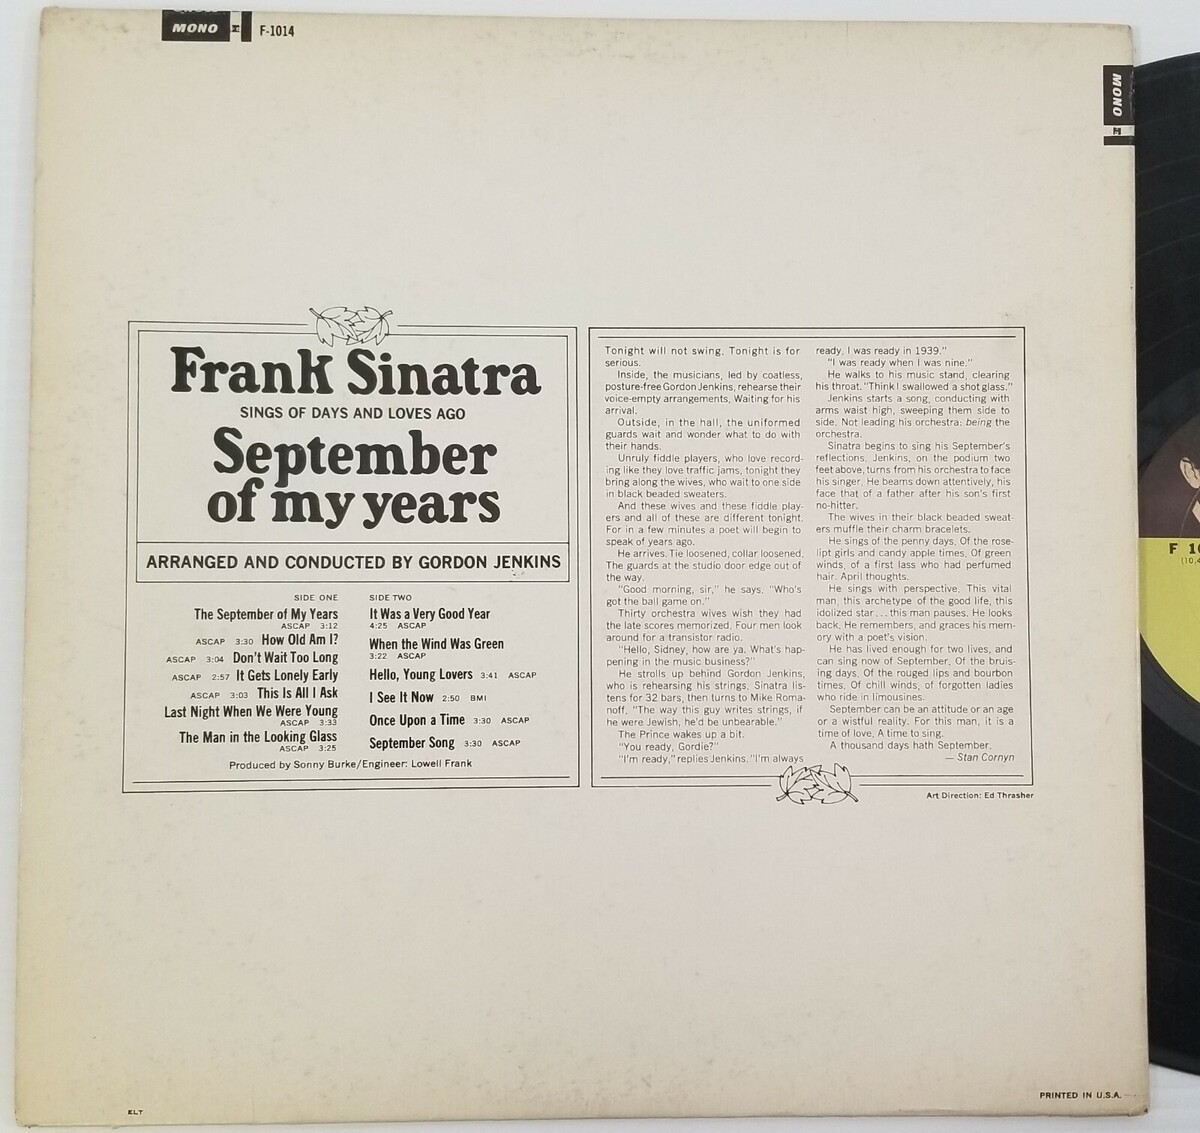 MONO
F-1014
MONO
Frank Sinatra
SINGS OF DAYS AND LOVES AGO
September
of my years
ARRANGED AND CONDUCTED BY GORDON JENKINS
SIDE ONE
The September of My Years
ASCAP 3:12
ASCAP 3:30 How Old Am I?
ASCAP 3:04 Don't Wait Too Long
ASCAP 2:57 It Gets Lonely Early
ASCAP 3:03 This Is All I Ask
Last Night When We Were Young
ASCAP 3:33
The Man in the Looking Glass
ASCAP 3:25
SIDE TWO
It Was a Very Good Year
4:25 ASCAP
When the Wind Was Green
3:22 ASCAP
Hello, Young Lovers 3:41 ASCAP
I See It Now 2:50 BMI
Once Upon a Time 3:30 ASCAP
September Song 3:30 ASCAP
Produced by Sonny Burke/Engineer: Lowell Frank
Tonight will not swing. Tonight is for
serious.
Inside, the musicians, led by coatless,
posture-free Gordon Jenkins, rehearse their
voice-empty arrangements. Waiting for his
arrival.
Outside, in the hall, the uniformed
guards wait and wonder what to do with
their hands.
Unruly fiddle players, who love record-
ing like they love traffic jams, tonight they
bring along the wives, who wait to one side
in black beaded sweaters.
And these wives and these fiddle play-
ers and all of these are different tonight.
For in a few minutes a poet will begin to
speak of years ago.
He arrives. Tie loosened, collar loosened.
The guards at the studio door edge out of
the way.
"Good morning, sir," he says. "Who's
got the ball game on."
Thirty orchestra wives wish they had
the late scores memorized. Four men look
around for a transistor radio.
"Hello, Sidney, how are ya. What's hap-
pening in the music business?"
He strolls up behind Gordon Jenkins,
who is rehearsing his strings. Sinatra lis-
tens for 32 bars, then turns to Mike Roma-
noff. "The way this guy writes strings, if
he were Jewish, he'd be unbearable."
The Prince wakes up a bit.
"You ready, Gordie?"
"I'm ready," replies Jenkins. "I'm always
ready. I was ready in 1939."
"I was ready when I was nine."
He walks to his music stand, clearing
his throat. "Think I swallowed a shot glass."
Jenkins starts a song, conducting with
arms waist high, sweeping them side to
side. Not leading his orchestra: being the
orchestra.
Sinatra begins to sing his September's
reflections. Jenkins, on the podium two
feet above, turns from his orchestra to face
his singer. He beams down attentively, his
face that of a father after his son's first
no-hitter.
The wives in their black beaded sweat-
ers muffle their charm bracelets.
He sings of the penny days. Of the rose-
lipt girls and candy apple times. Of green
winds, of a first lass who had perfumed
hair. April thoughts.
He sings with perspective. This vital
man, this archetype of the good life, this
idolized star...this man pauses. He looks
back. He remembers, and graces his mem-
ory with a poet's vision.
He has lived enough for two lives, and
can sing now of September. Of the bruis-
ing days. Of the rouged lips and bourbon
times. Of chill winds, of forgotten ladies
who ride in limousines.
September can be an attitude or an age
or a wistful reality. For this man, it is a
time of love. A time to sing.
A thousand days hath September.
— Stan Cornyn
Art Direction: Ed Thrasher
ELT
PRINTED IN U.S.A.